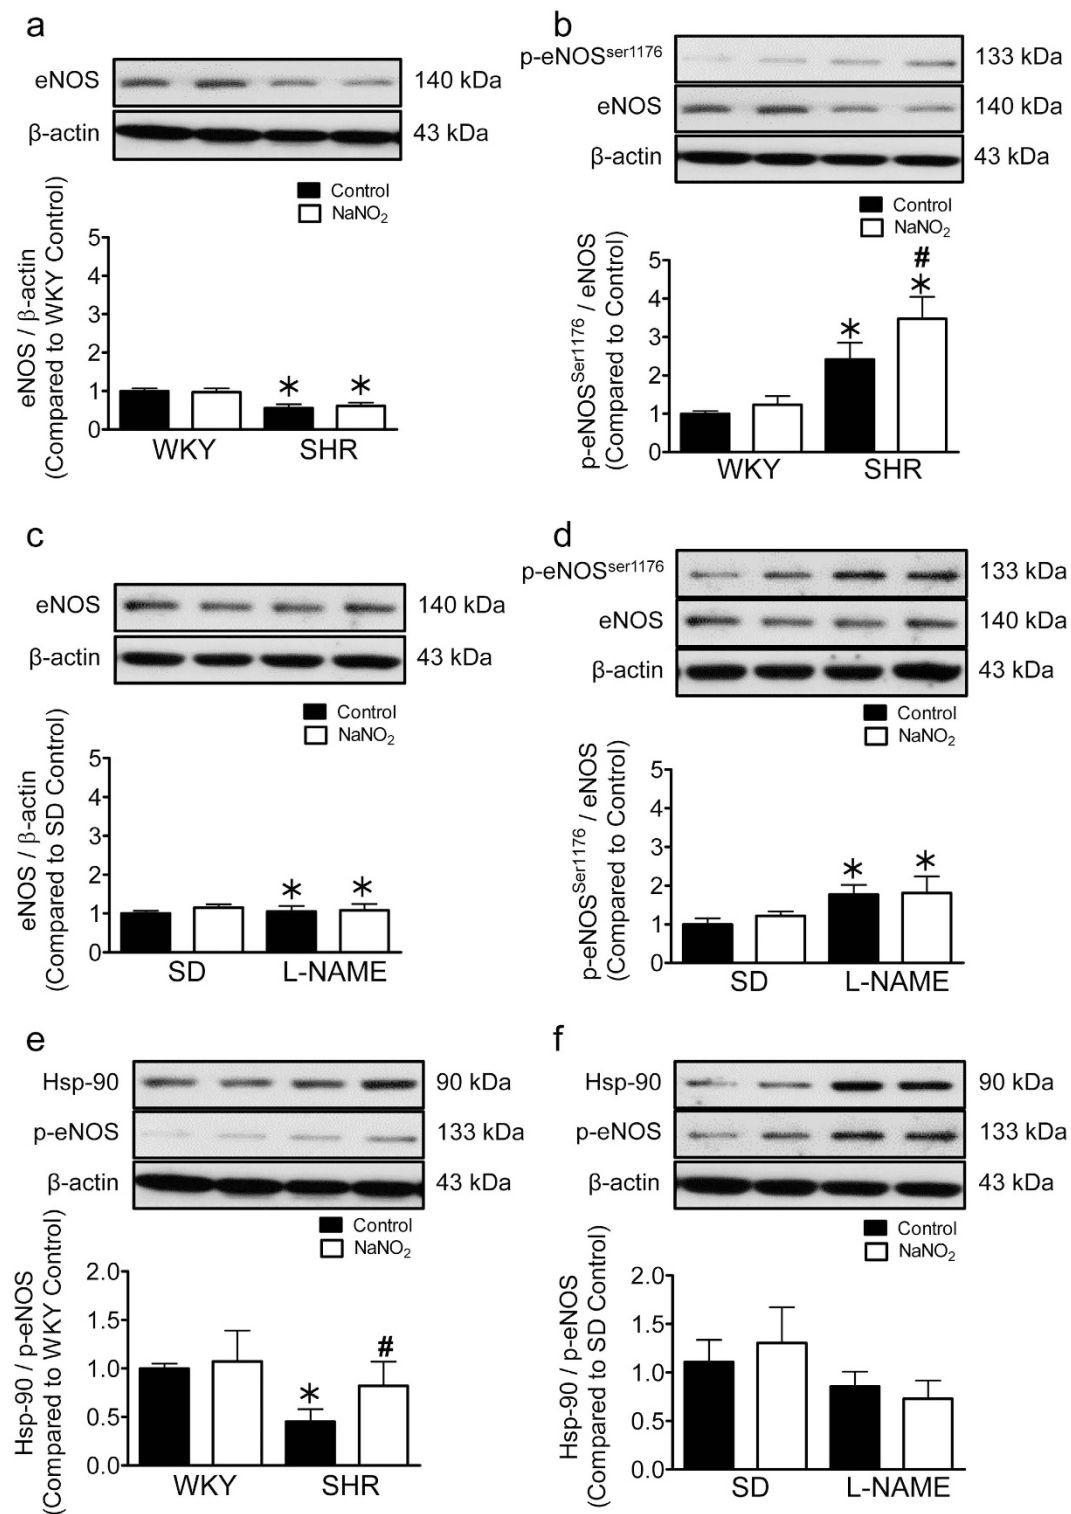 a
eNOS 140 kDa
β-actin 43 kDa
Control
NaNO₂
eNOS / β-actin
(Compared to WKY Control)
5
4
3
2
1
0
* *
WKY SHR
b
p-eNOSˢᵉʳ¹¹⁷⁶ 133 kDa
eNOS 140 kDa
β-actin 43 kDa
Control
NaNO₂
p-eNOSˢᵉʳ¹¹⁷⁶ / eNOS
(Compared to Control)
5
4
3
2
1
0
#
* *
WKY SHR
c
eNOS 140 kDa
β-actin 43 kDa
Control
NaNO₂
eNOS / β-actin
(Compared to SD Control)
5
4
3
2
1
0
* *
SD L-NAME
d
p-eNOSˢᵉʳ¹¹⁷⁶ 133 kDa
eNOS 140 kDa
β-actin 43 kDa
Control
NaNO₂
p-eNOSˢᵉʳ¹¹⁷⁶ / eNOS
(Compared to Control)
5
4
3
2
1
0
* *
SD L-NAME
e
Hsp-90 90 kDa
p-eNOS 133 kDa
β-actin 43 kDa
Control
NaNO₂
Hsp-90 / p-eNOS
(Compared to WKY Control)
2.0
1.5
1.0
0.5
0.0
* #
WKY SHR
f
Hsp-90 90 kDa
p-eNOS 133 kDa
β-actin 43 kDa
Control
NaNO₂
Hsp-90 / p-eNOS
(Compared to SD Control)
2.0
1.5
1.0
0.5
0.0
SD L-NAME